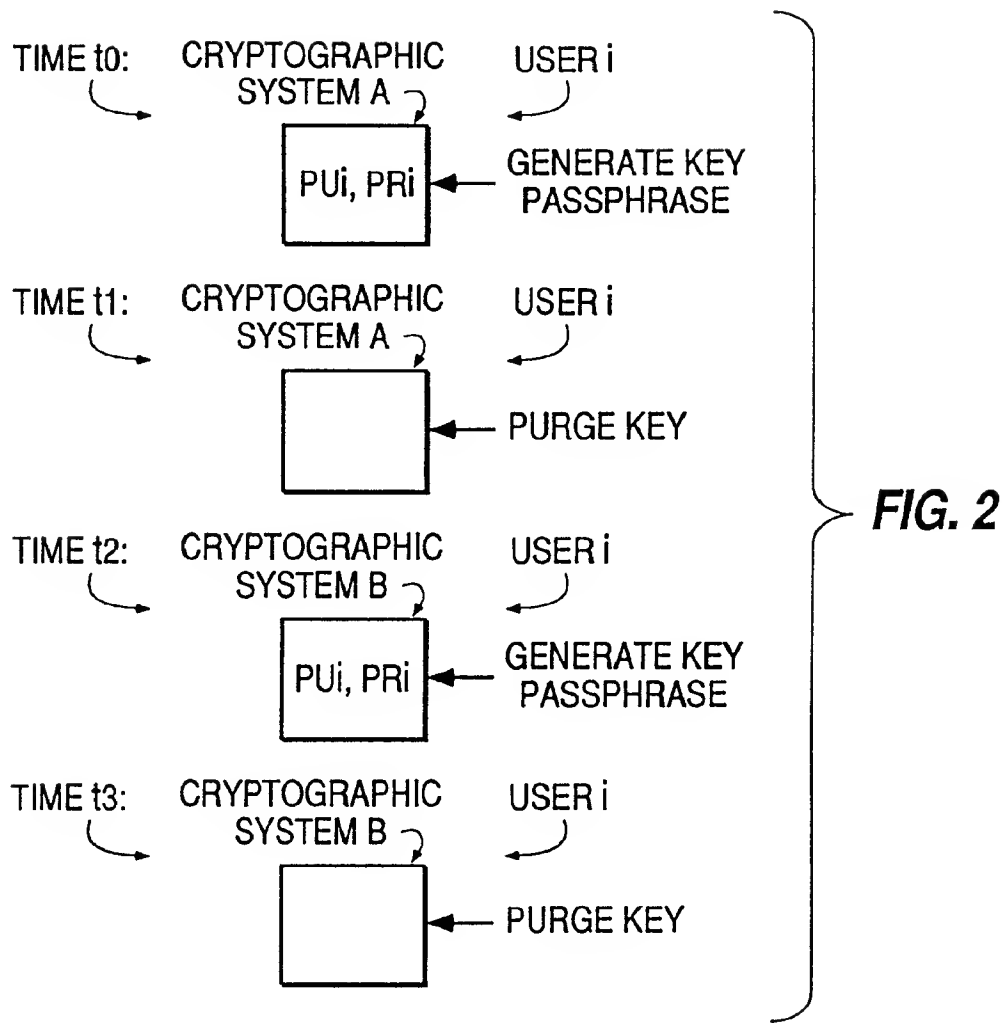 TIME t0:
CRYPTOGRAPHIC
SYSTEM A
USER i
PUi, PRi
GENERATE KEY
PASSPHRASE
TIME t1:
CRYPTOGRAPHIC
SYSTEM A
USER i
PURGE KEY
TIME t2:
CRYPTOGRAPHIC
SYSTEM B
USER i
PUi, PRi
GENERATE KEY
PASSPHRASE
TIME t3:
CRYPTOGRAPHIC
SYSTEM B
USER i
PURGE KEY
FIG. 2